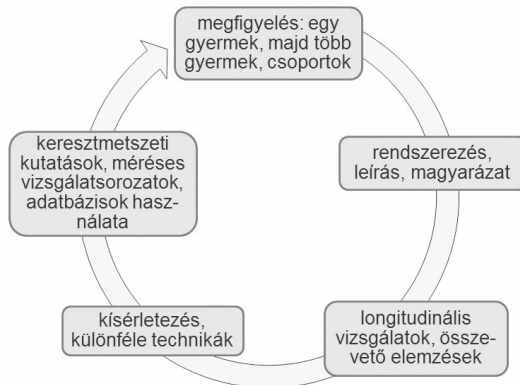 megfigyelés: egy
gyermek, majd több
gyermek, csoportok
rendszerezés,
leírás, magyarázat
longitudinális
vizsgálatok, össze-
vető elemzések
kísérletezés,
különféle technikák
keresztmetszeti
kutatások, méréses
vizsgálatsorozatok,
adatbázisok hasz-
nálata